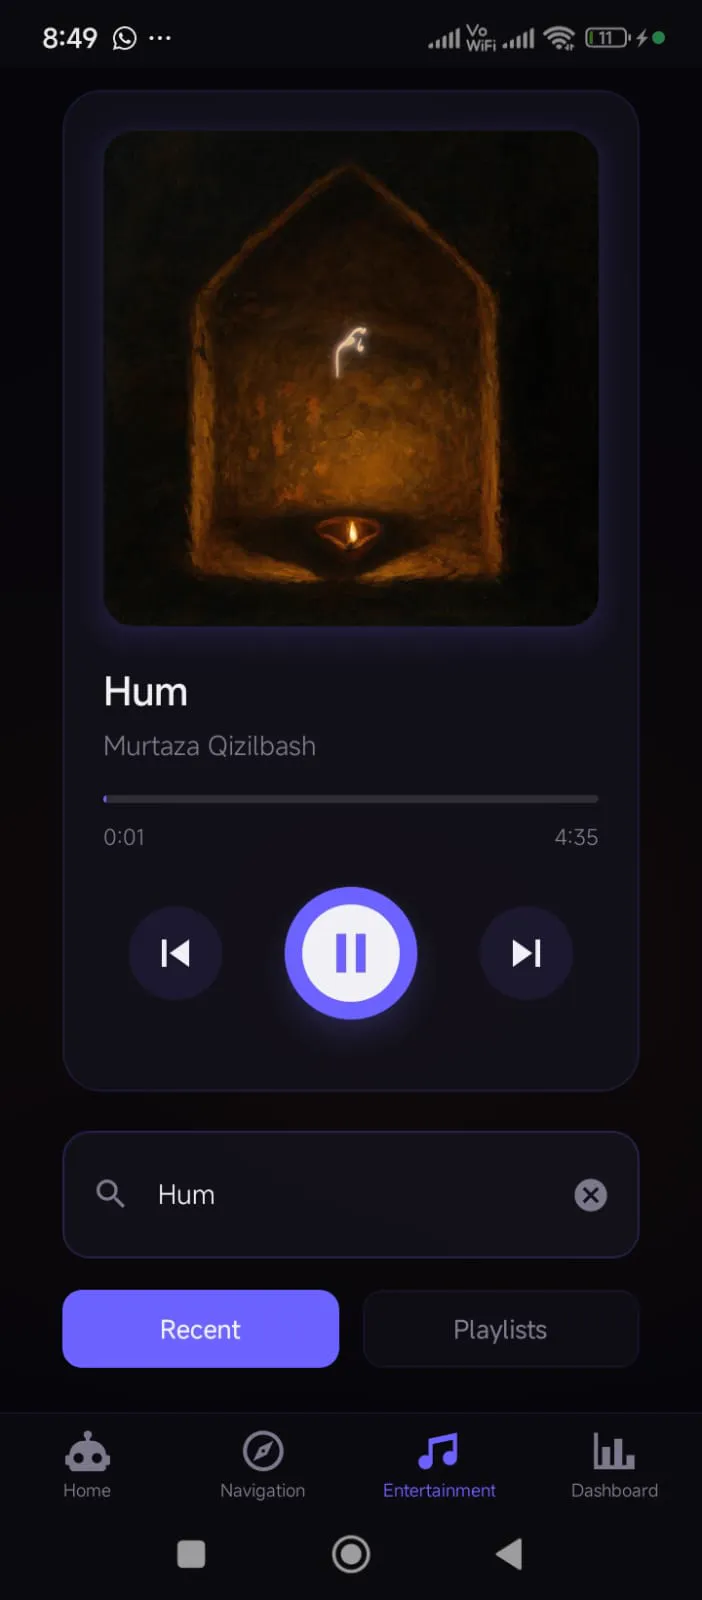 8:49 ... Vo WiFi 11
Hum
Murtaza Qizilbash
0:01 4:35
Hum
Recent Playlists
Home Navigation Entertainment Dashboard